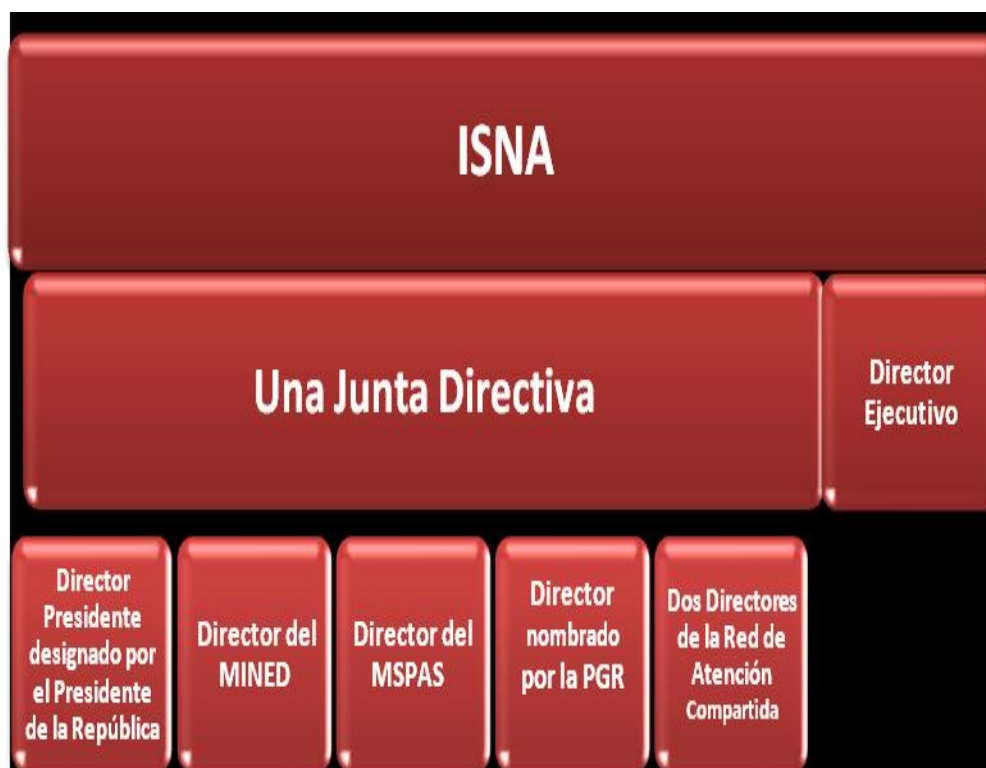 ISNA
Una Junta Directiva
Director
Ejecutivo
Director
Presidente
designado por
el Presidente
de la República
Director del
MINED
Director del
MSPAS
Director
nombrado
por la PGR
Dos Directores
de la Red de
Atención
Compartida